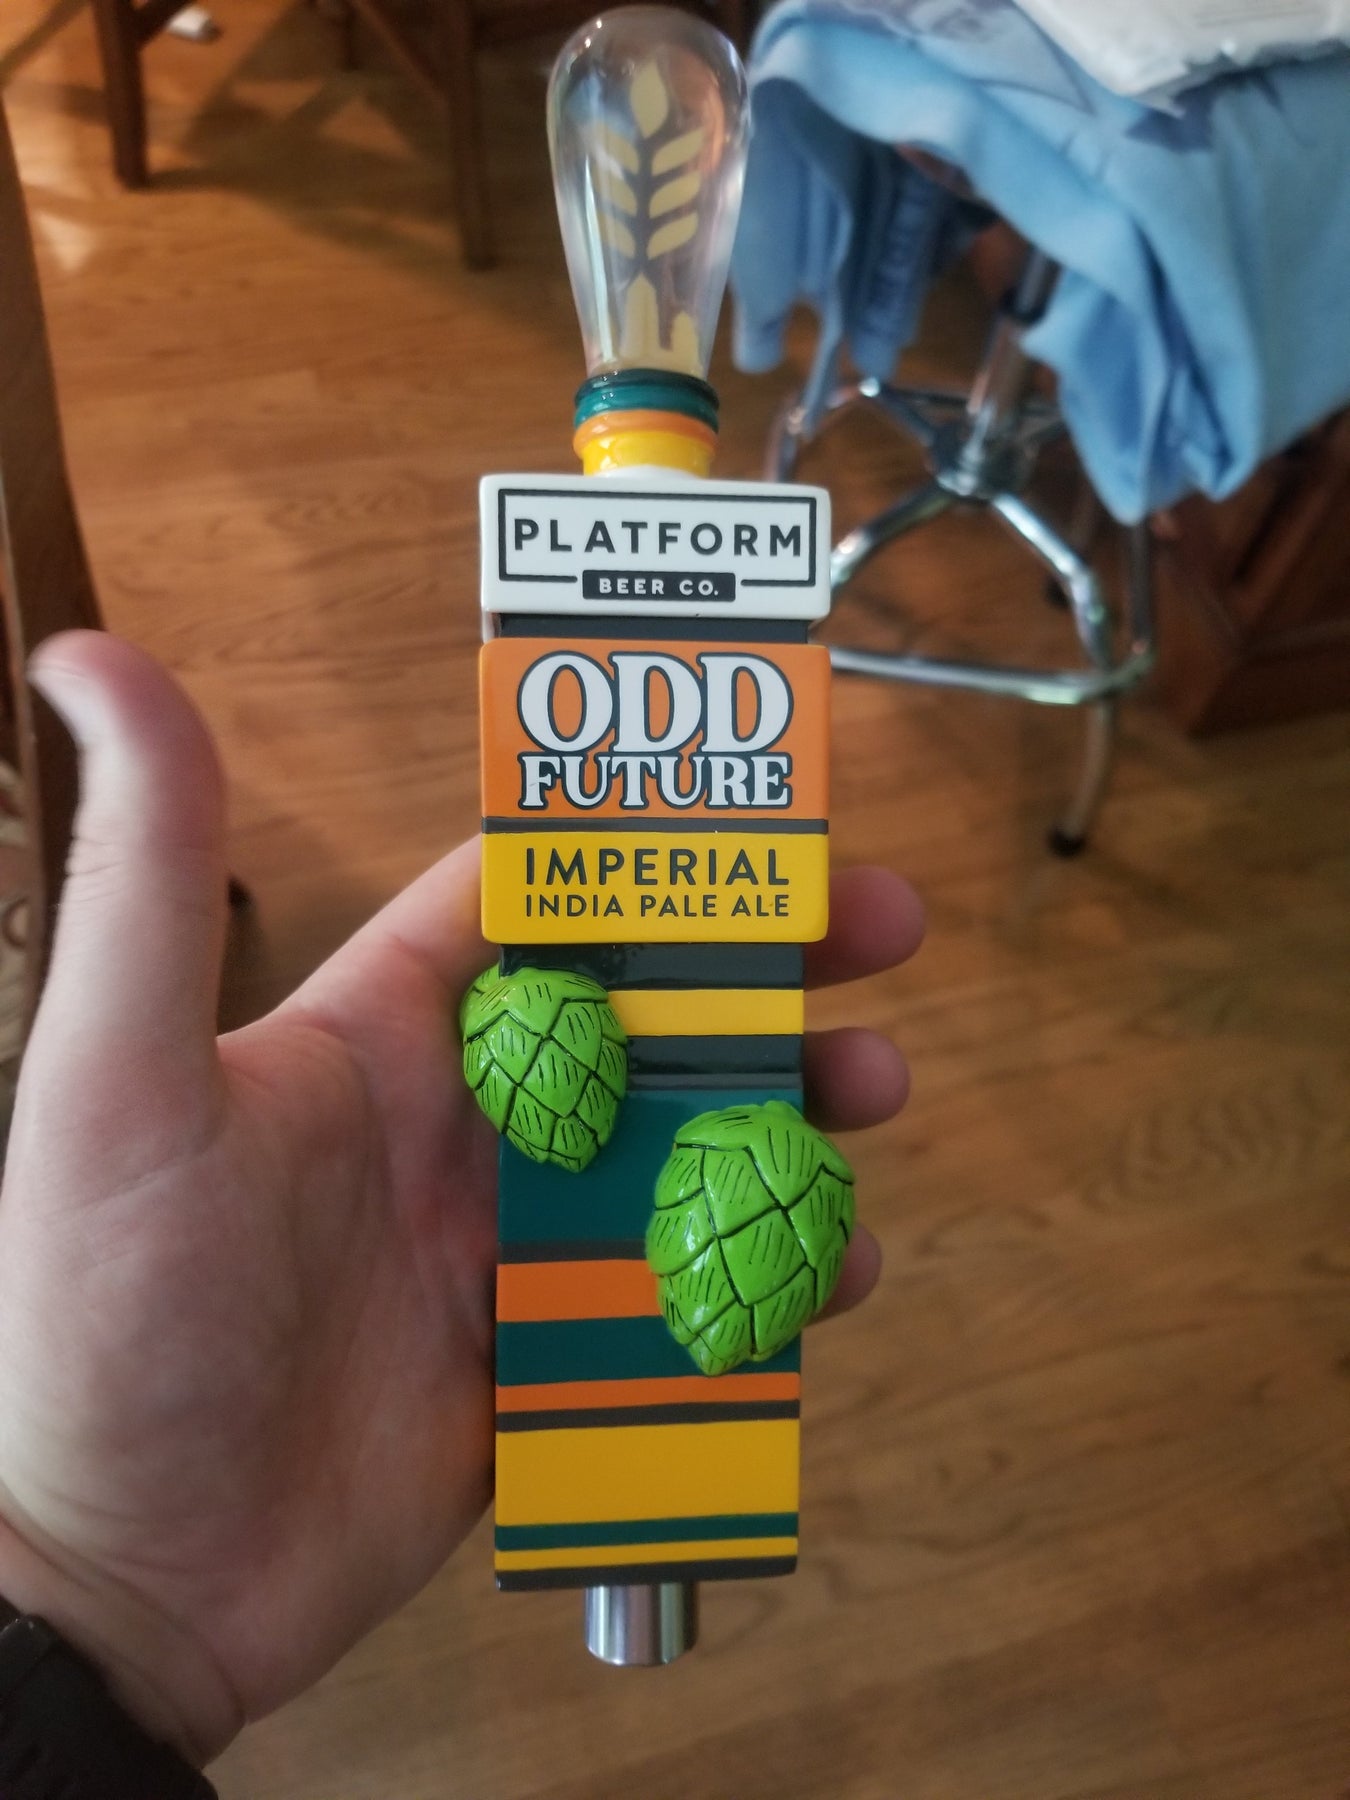 PLATFORM
BEER CO.
ODD
FUTURE
IMPERIAL
INDIA PALE ALE